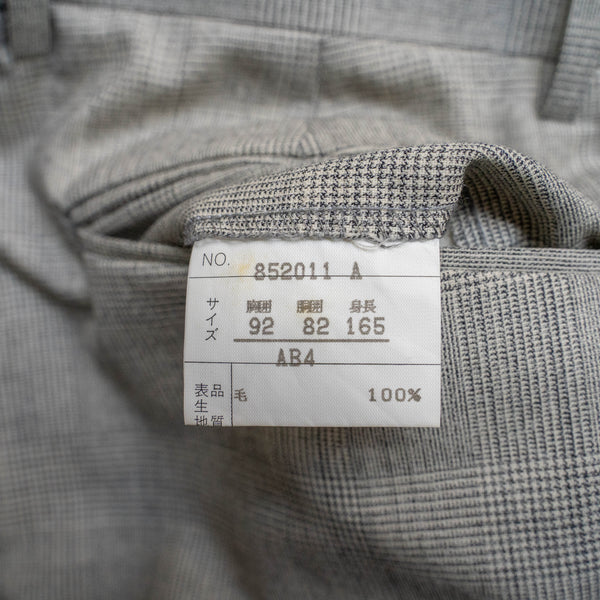 NO. 852011 A
サイズ
胸囲 胴囲 身長
92 82 165
AB4
表生地
品質
毛 100%